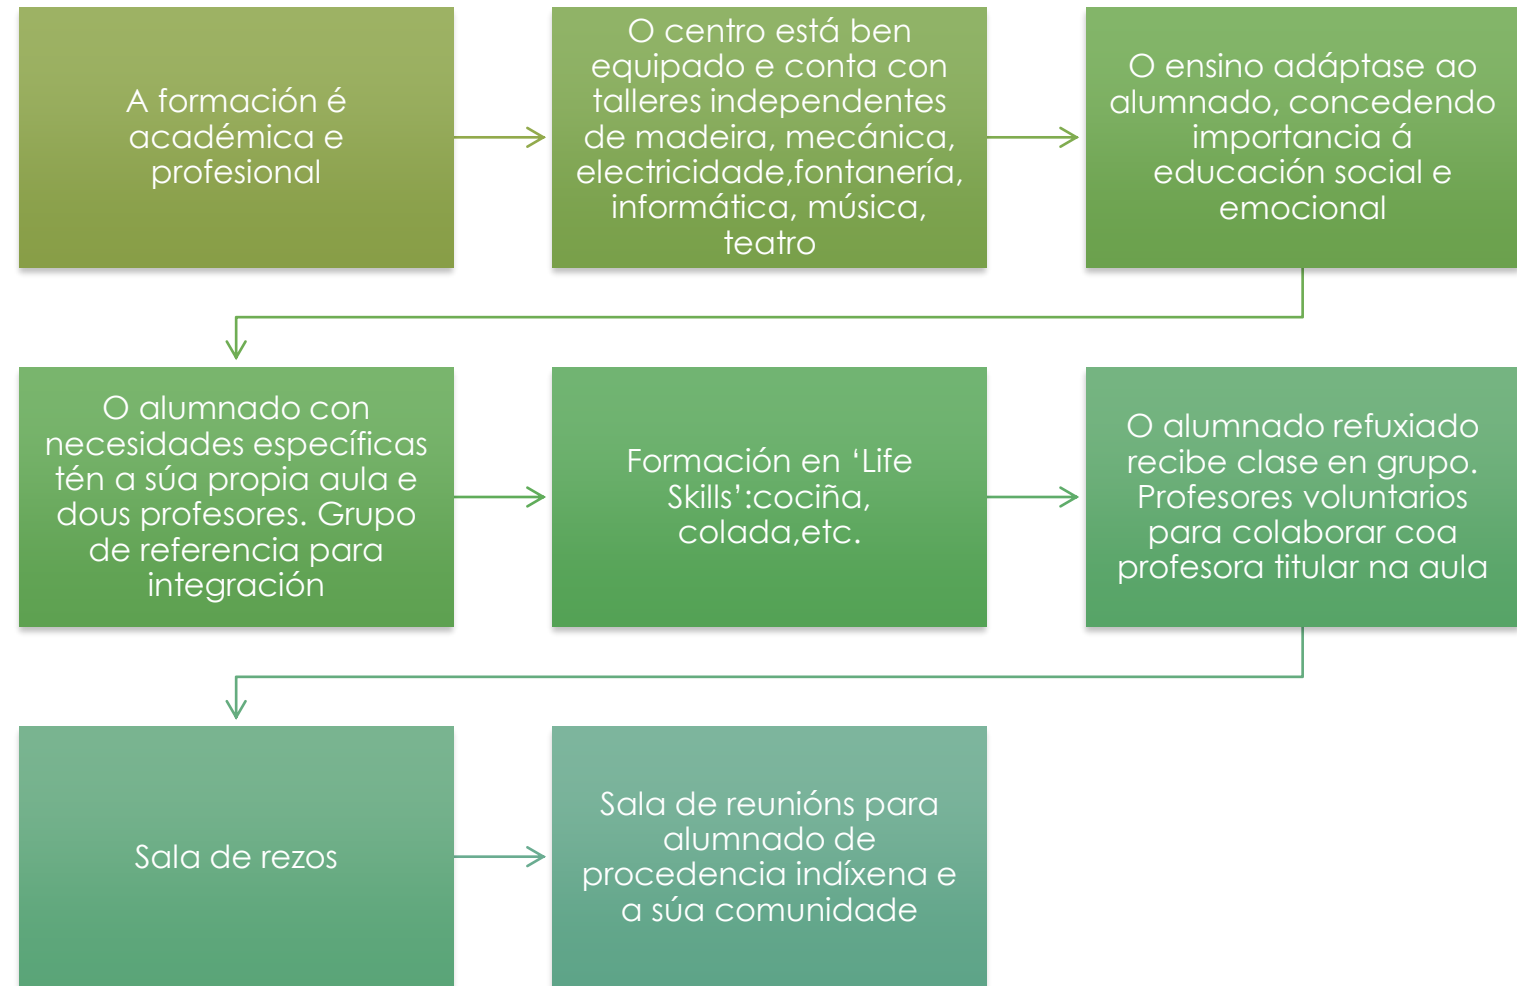 A formación é
académica e
profesional
O centro está ben
equipado e conta con
talleres independentes
de madeira, mecánica,
electricidade,fontanería,
informática, música,
teatro
O ensino adáptase ao
alumnado, concedendo
importancia á
educación social e
emocional
O alumnado con
necesidades específicas
tén a súa propia aula e
dous profesores. Grupo
de referencia para
integración
Formación en ‘Life
Skills’:cociña,
colada,etc.
O alumnado refuxiado
recibe clase en grupo.
Profesores voluntarios
para colaborar coa
profesora titular na aula
Sala de rezos
Sala de reunións para
alumnado de
procedencia indíxena e
a súa comunidade